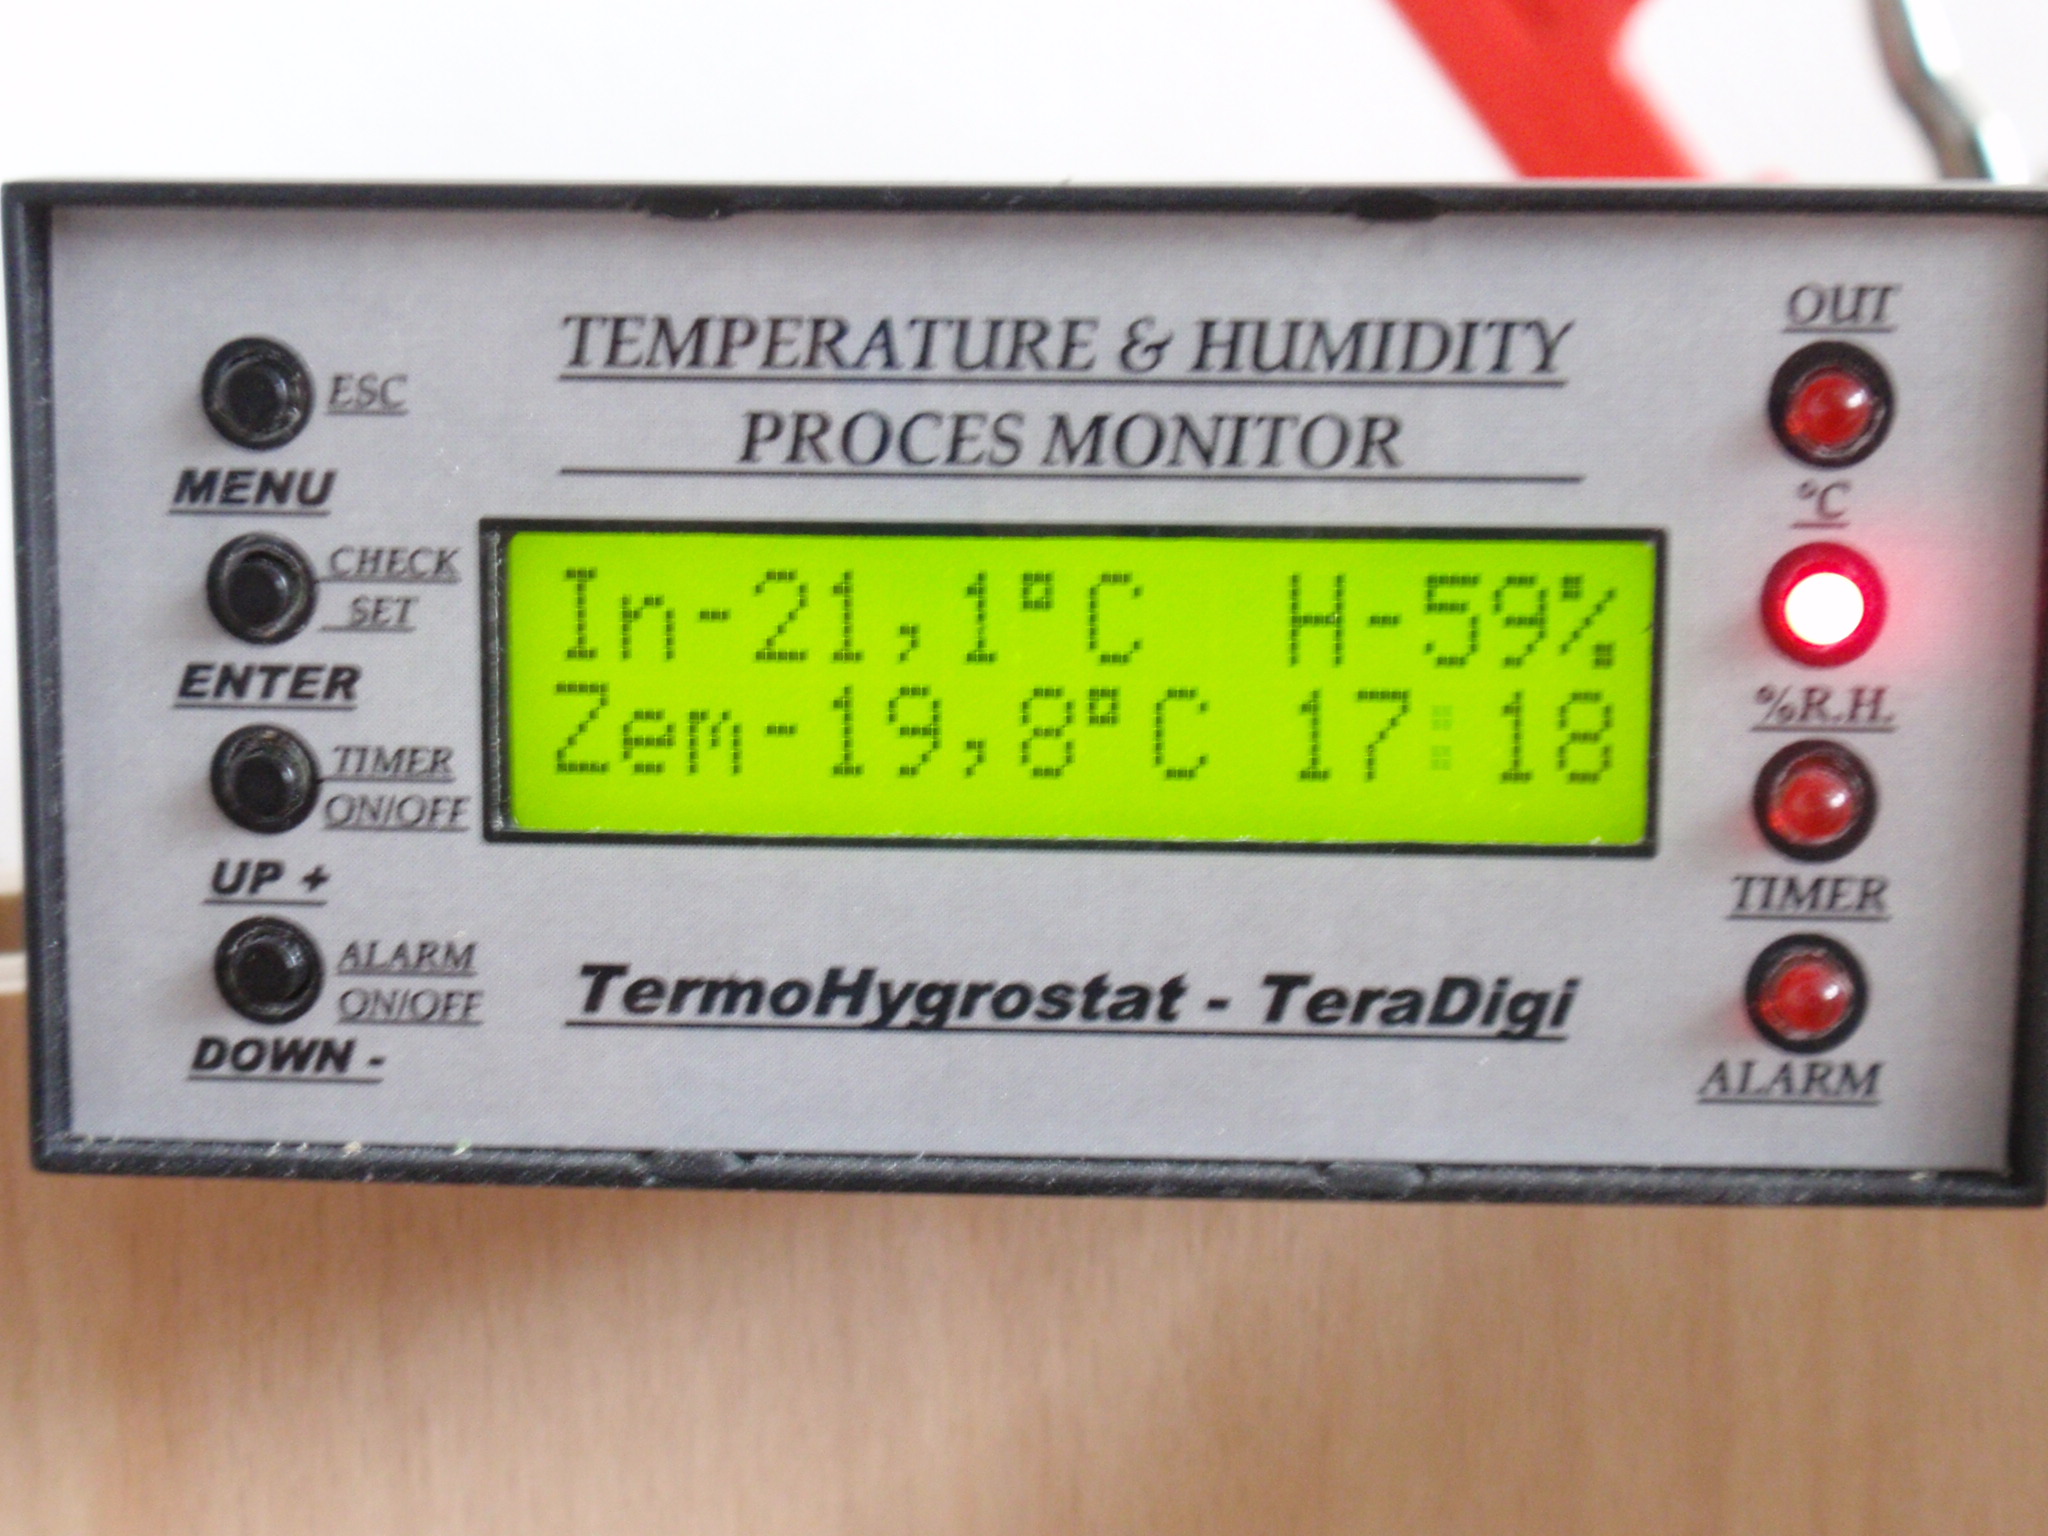 TEMPERATURE & HUMIDITY
PROCES MONITOR
ESC
MENU
CHECK
SET
ENTER
TIMER
ON/OFF
UP +
ALARM
ON/OFF
DOWN -
In-21,1°C H-59%
Zem-19,8°C 17:18
TermoHygrostat - TeraDigi
OUT
°C
%R.H.
TIMER
ALARM